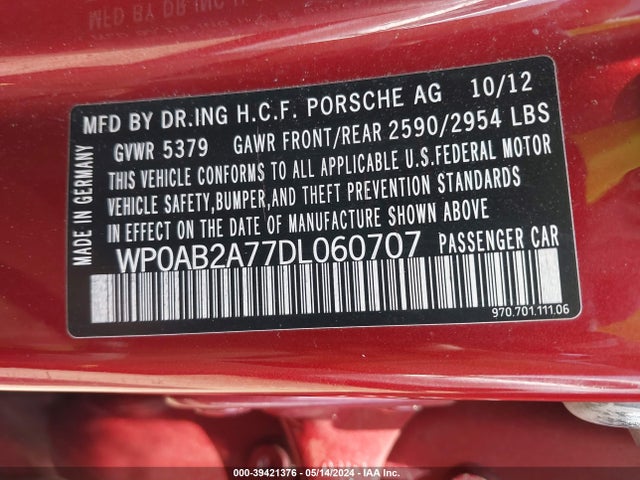 MFD BY DR.ING H.C.F. PORSCHE AG 10/12
GVWR 5379 GAWR FRONT/REAR 2590/2954 LBS
THIS VEHICLE CONFORMS TO ALL APPLICABLE U.S.FEDERAL MOTOR
VEHICLE SAFETY,BUMPER,AND THEFT PREVENTION STANDARDS
IN EFFECT ON THE DATE OF MANUFACTURE SHOWN ABOVE
WP0AB2A77DL060707 PASSENGER CAR
MADE IN GERMANY
970.701.111.06
000-39421376 • 05/14/2024 • IAA Inc.